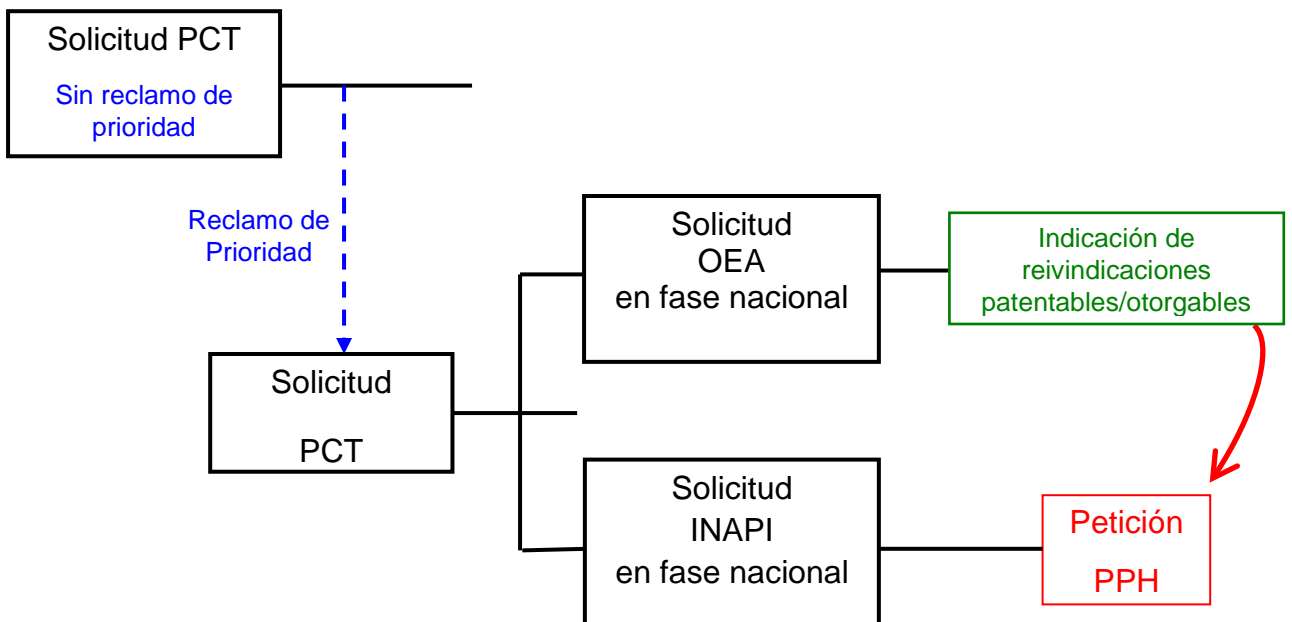 Solicitud PCT
Sin reclamo de
prioridad
Reclamo de
Prioridad
Solicitud
PCT
Solicitud
OEA
en fase nacional
Indicación de
reivindicaciones
patentables/otorgables
Solicitud
INAPI
en fase nacional
Petición
PPH